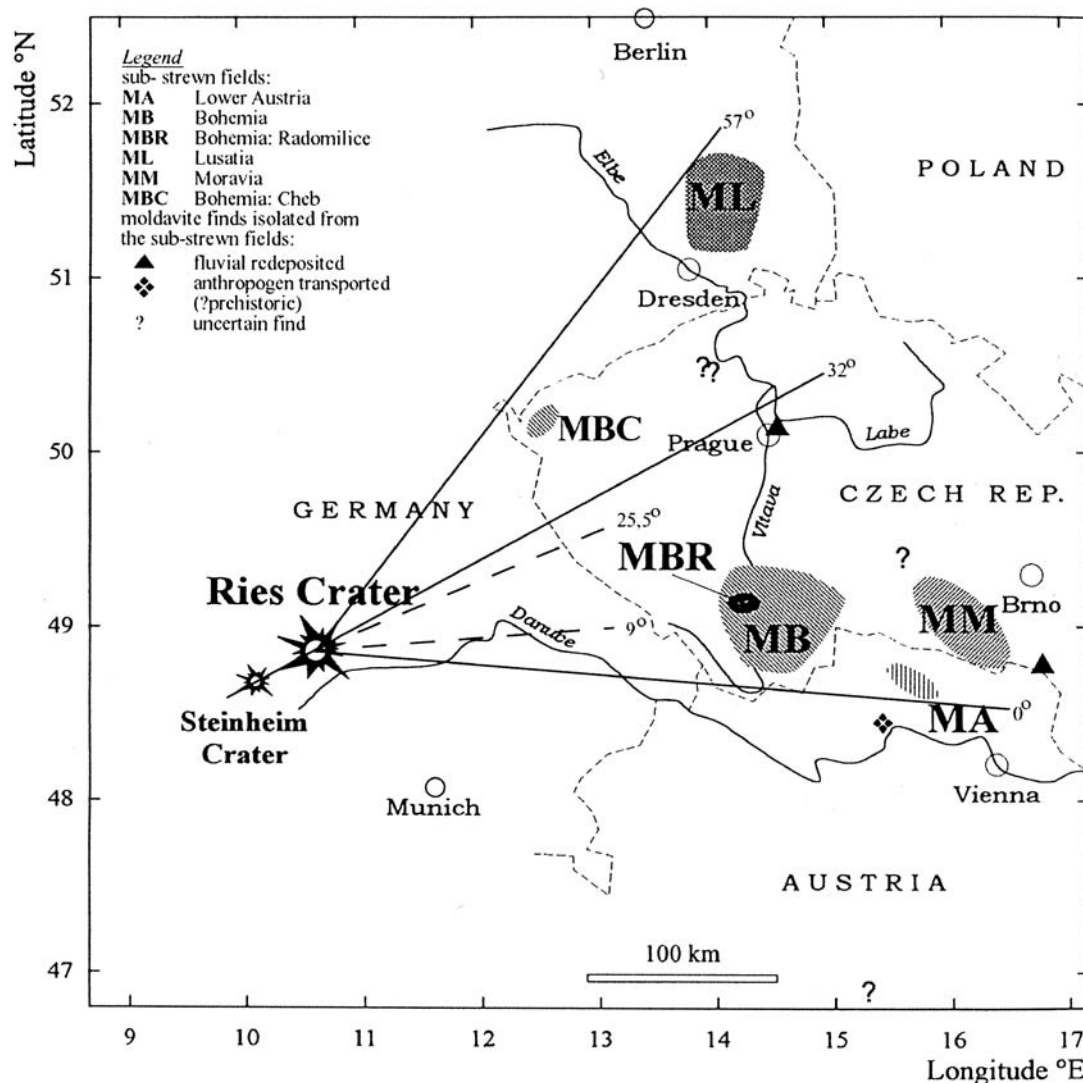 Latitude °N
Legend
sub- strewn fields:
MA Lower Austria
MB Bohemia
MBR Bohemia: Radomilice
ML Lusatia
MM Moravia
MBC Bohemia: Cheb
moldavite finds isolated from
the sub-strewn fields:
fluvial redeposited
anthropogen transported
(?prehistoric)
? uncertain find
Berlin
52
57°
POLAND
Elbe
ML
51
Dresden
??
32°
MBC
50
Prague
Labe
GERMANY
CZECH REP.
25,5°
Vltava
MBR
?
Ries Crater
Brno
MM
49
Danube
9°
MB
Steinheim
Crater
0°
MA
48
Munich
Vienna
AUSTRIA
100 km
47
?
9 10 11 12 13 14 15 16 17
Longitude °E